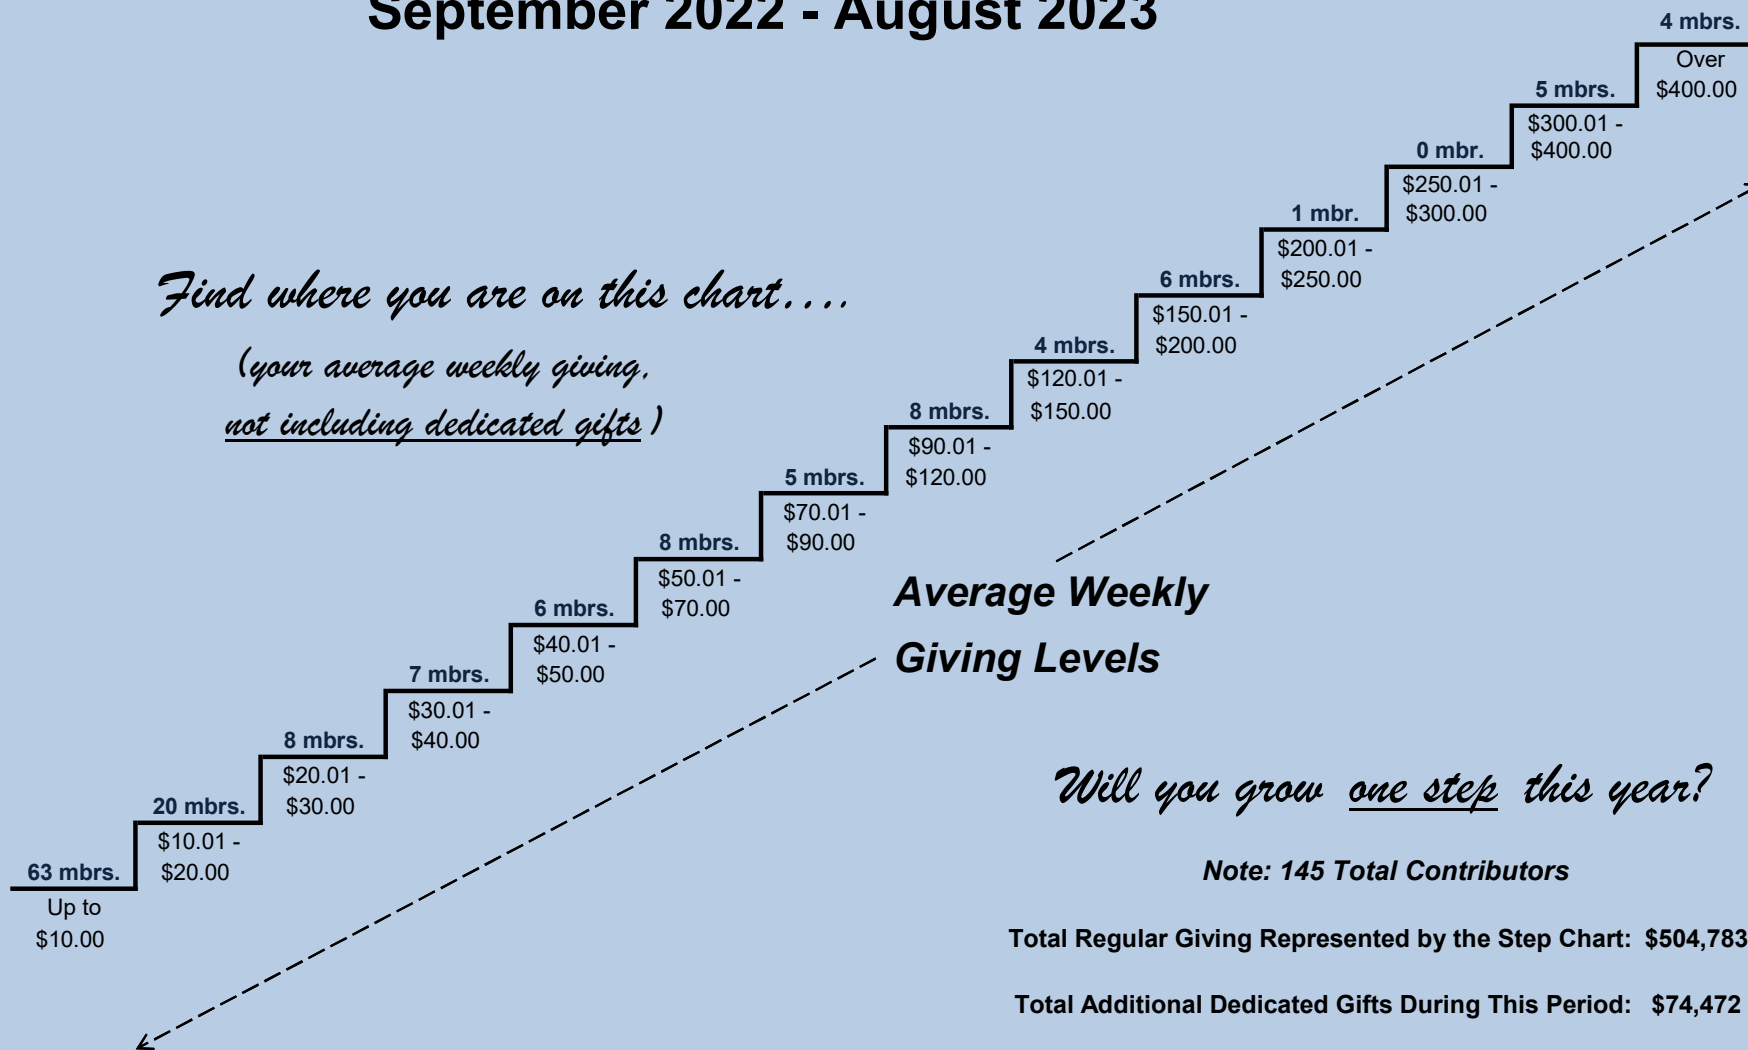 September 2022 - August 2023
4 mbrs.
Over
$400.00
5 mbrs.
$300.01 -
$400.00
0 mbr.
$250.01 -
$300.00
1 mbr.
$200.01 -
$250.00
6 mbrs.
$150.01 -
$200.00
4 mbrs.
$120.01 -
$150.00
8 mbrs.
$90.01 -
$120.00
5 mbrs.
$70.01 -
$90.00
8 mbrs.
$50.01 -
$70.00
6 mbrs.
$40.01 -
$50.00
7 mbrs.
$30.01 -
$40.00
8 mbrs.
$20.01 -
$30.00
20 mbrs.
$10.01 -
$20.00
63 mbrs.
Up to
$10.00
Find where you are on this chart....
(your average weekly giving,
not including dedicated gifts )
Average Weekly
Giving Levels
Will you grow one step this year?
Note: 145 Total Contributors
Total Regular Giving Represented by the Step Chart: $504,783
Total Additional Dedicated Gifts During This Period: $74,472